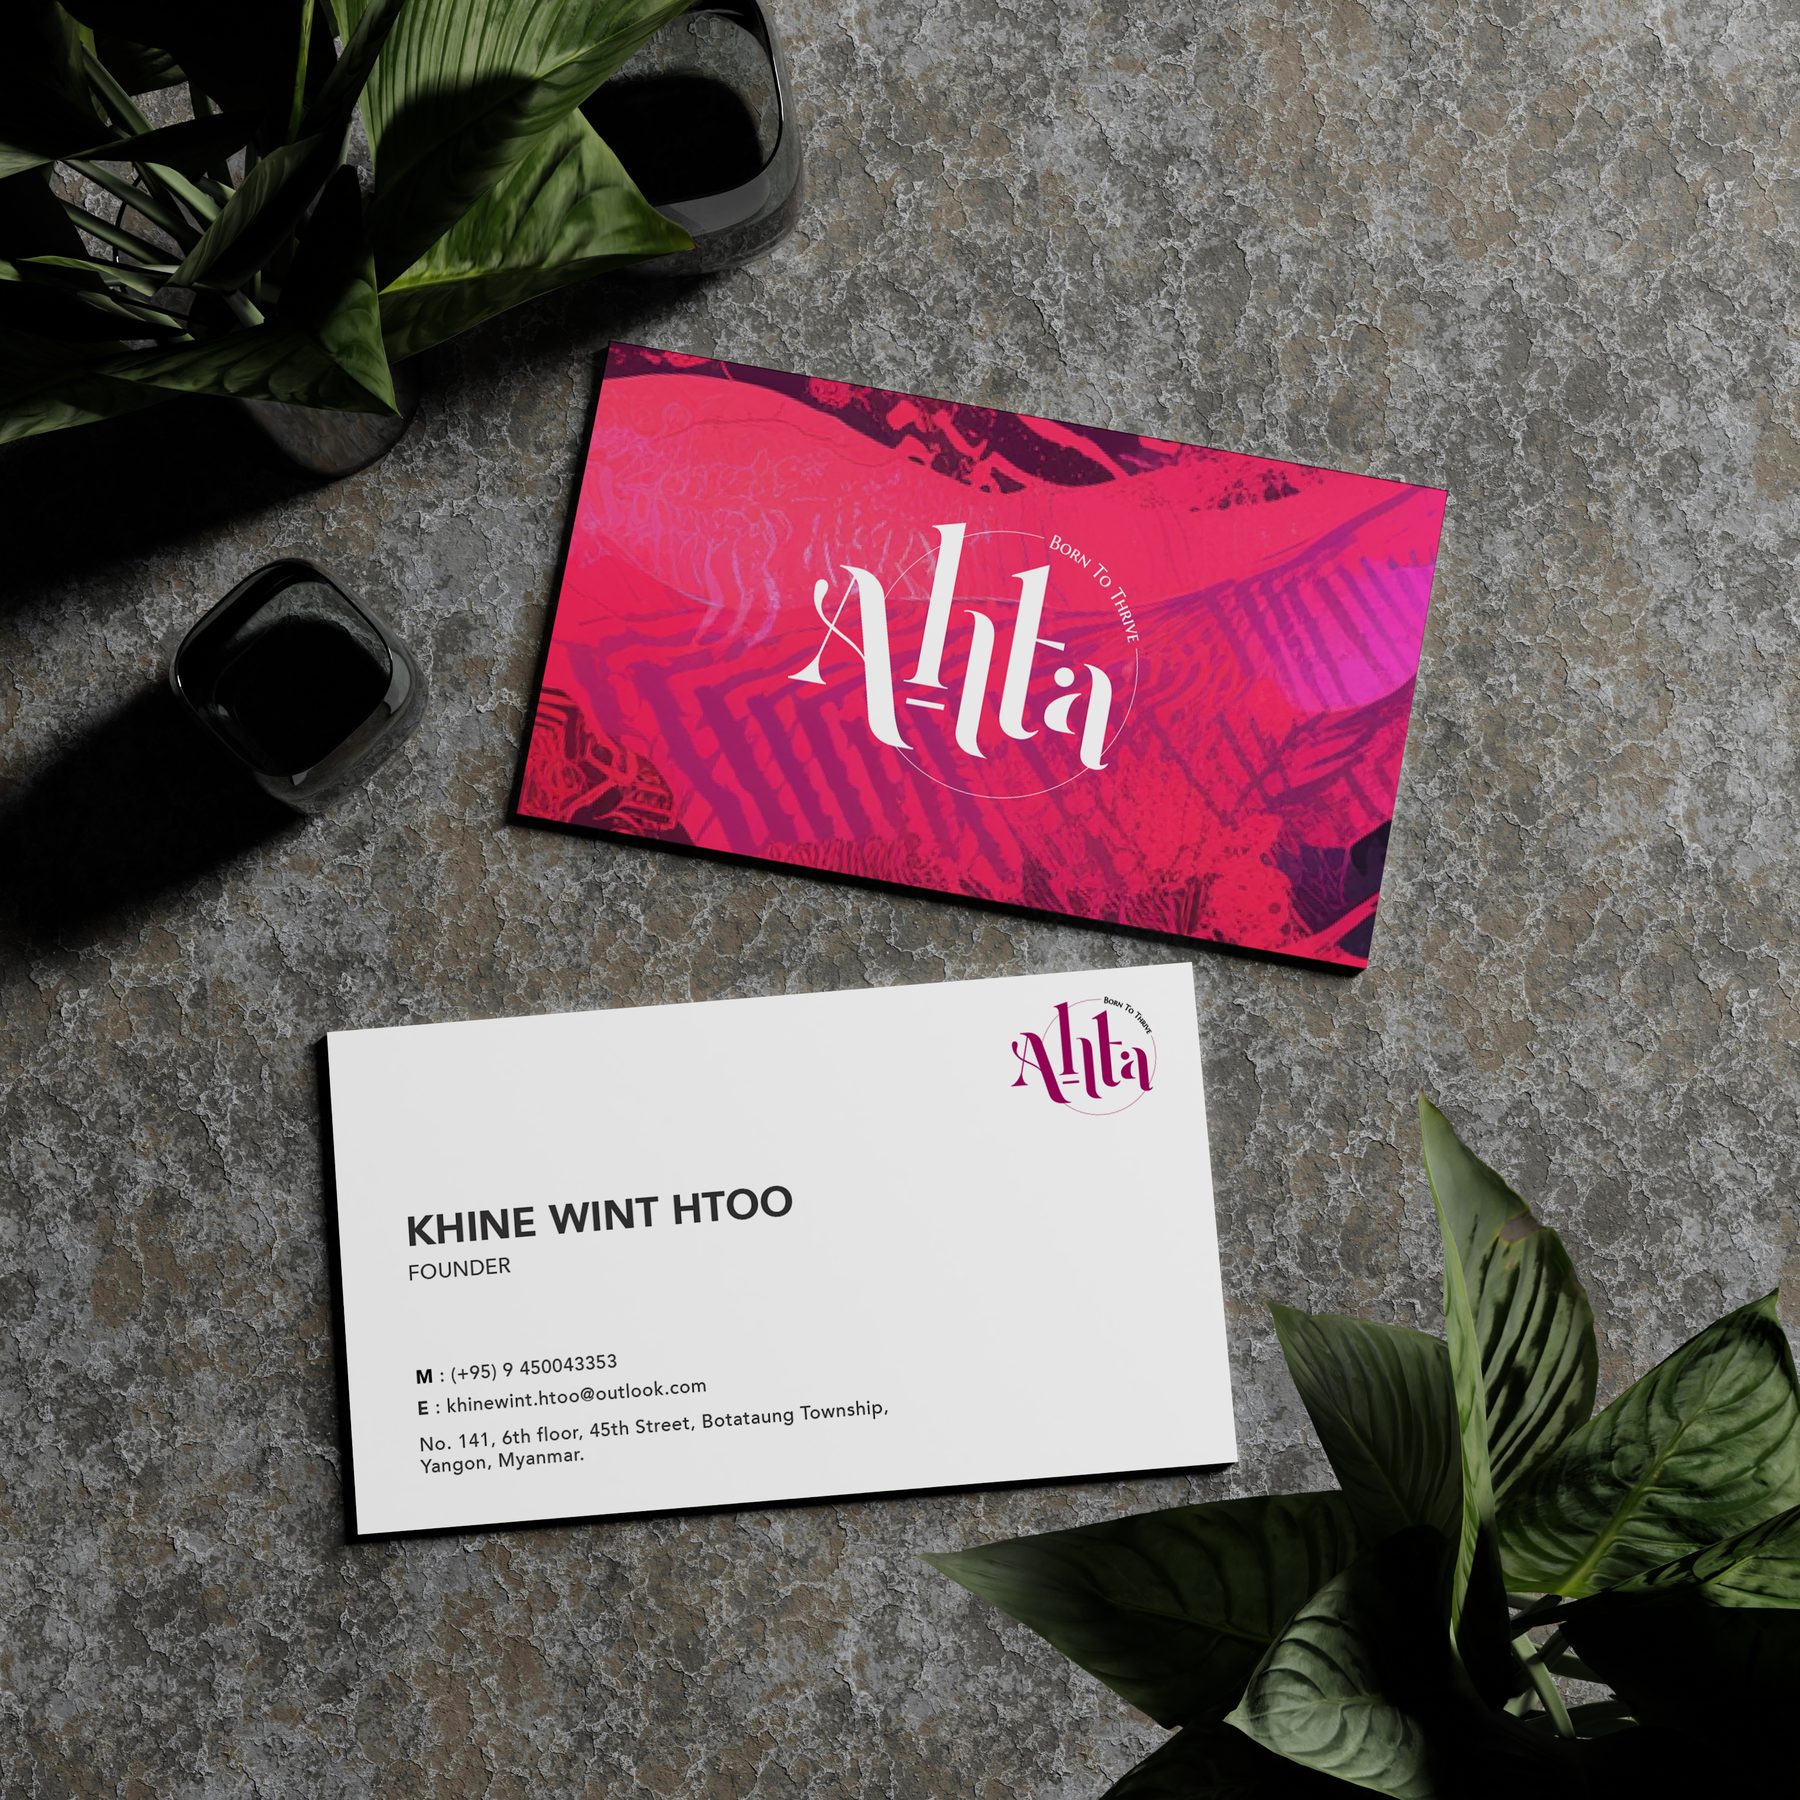 Ahta
BORN TO THRIVE
Ahta
BORN TO THRIVE
KHINE WINT HTOO
FOUNDER
M : (+95) 9 450043353
E : khinewint.htoo@outlook.com
No. 141, 6th floor, 45th Street, Botataung Township,
Yangon, Myanmar.